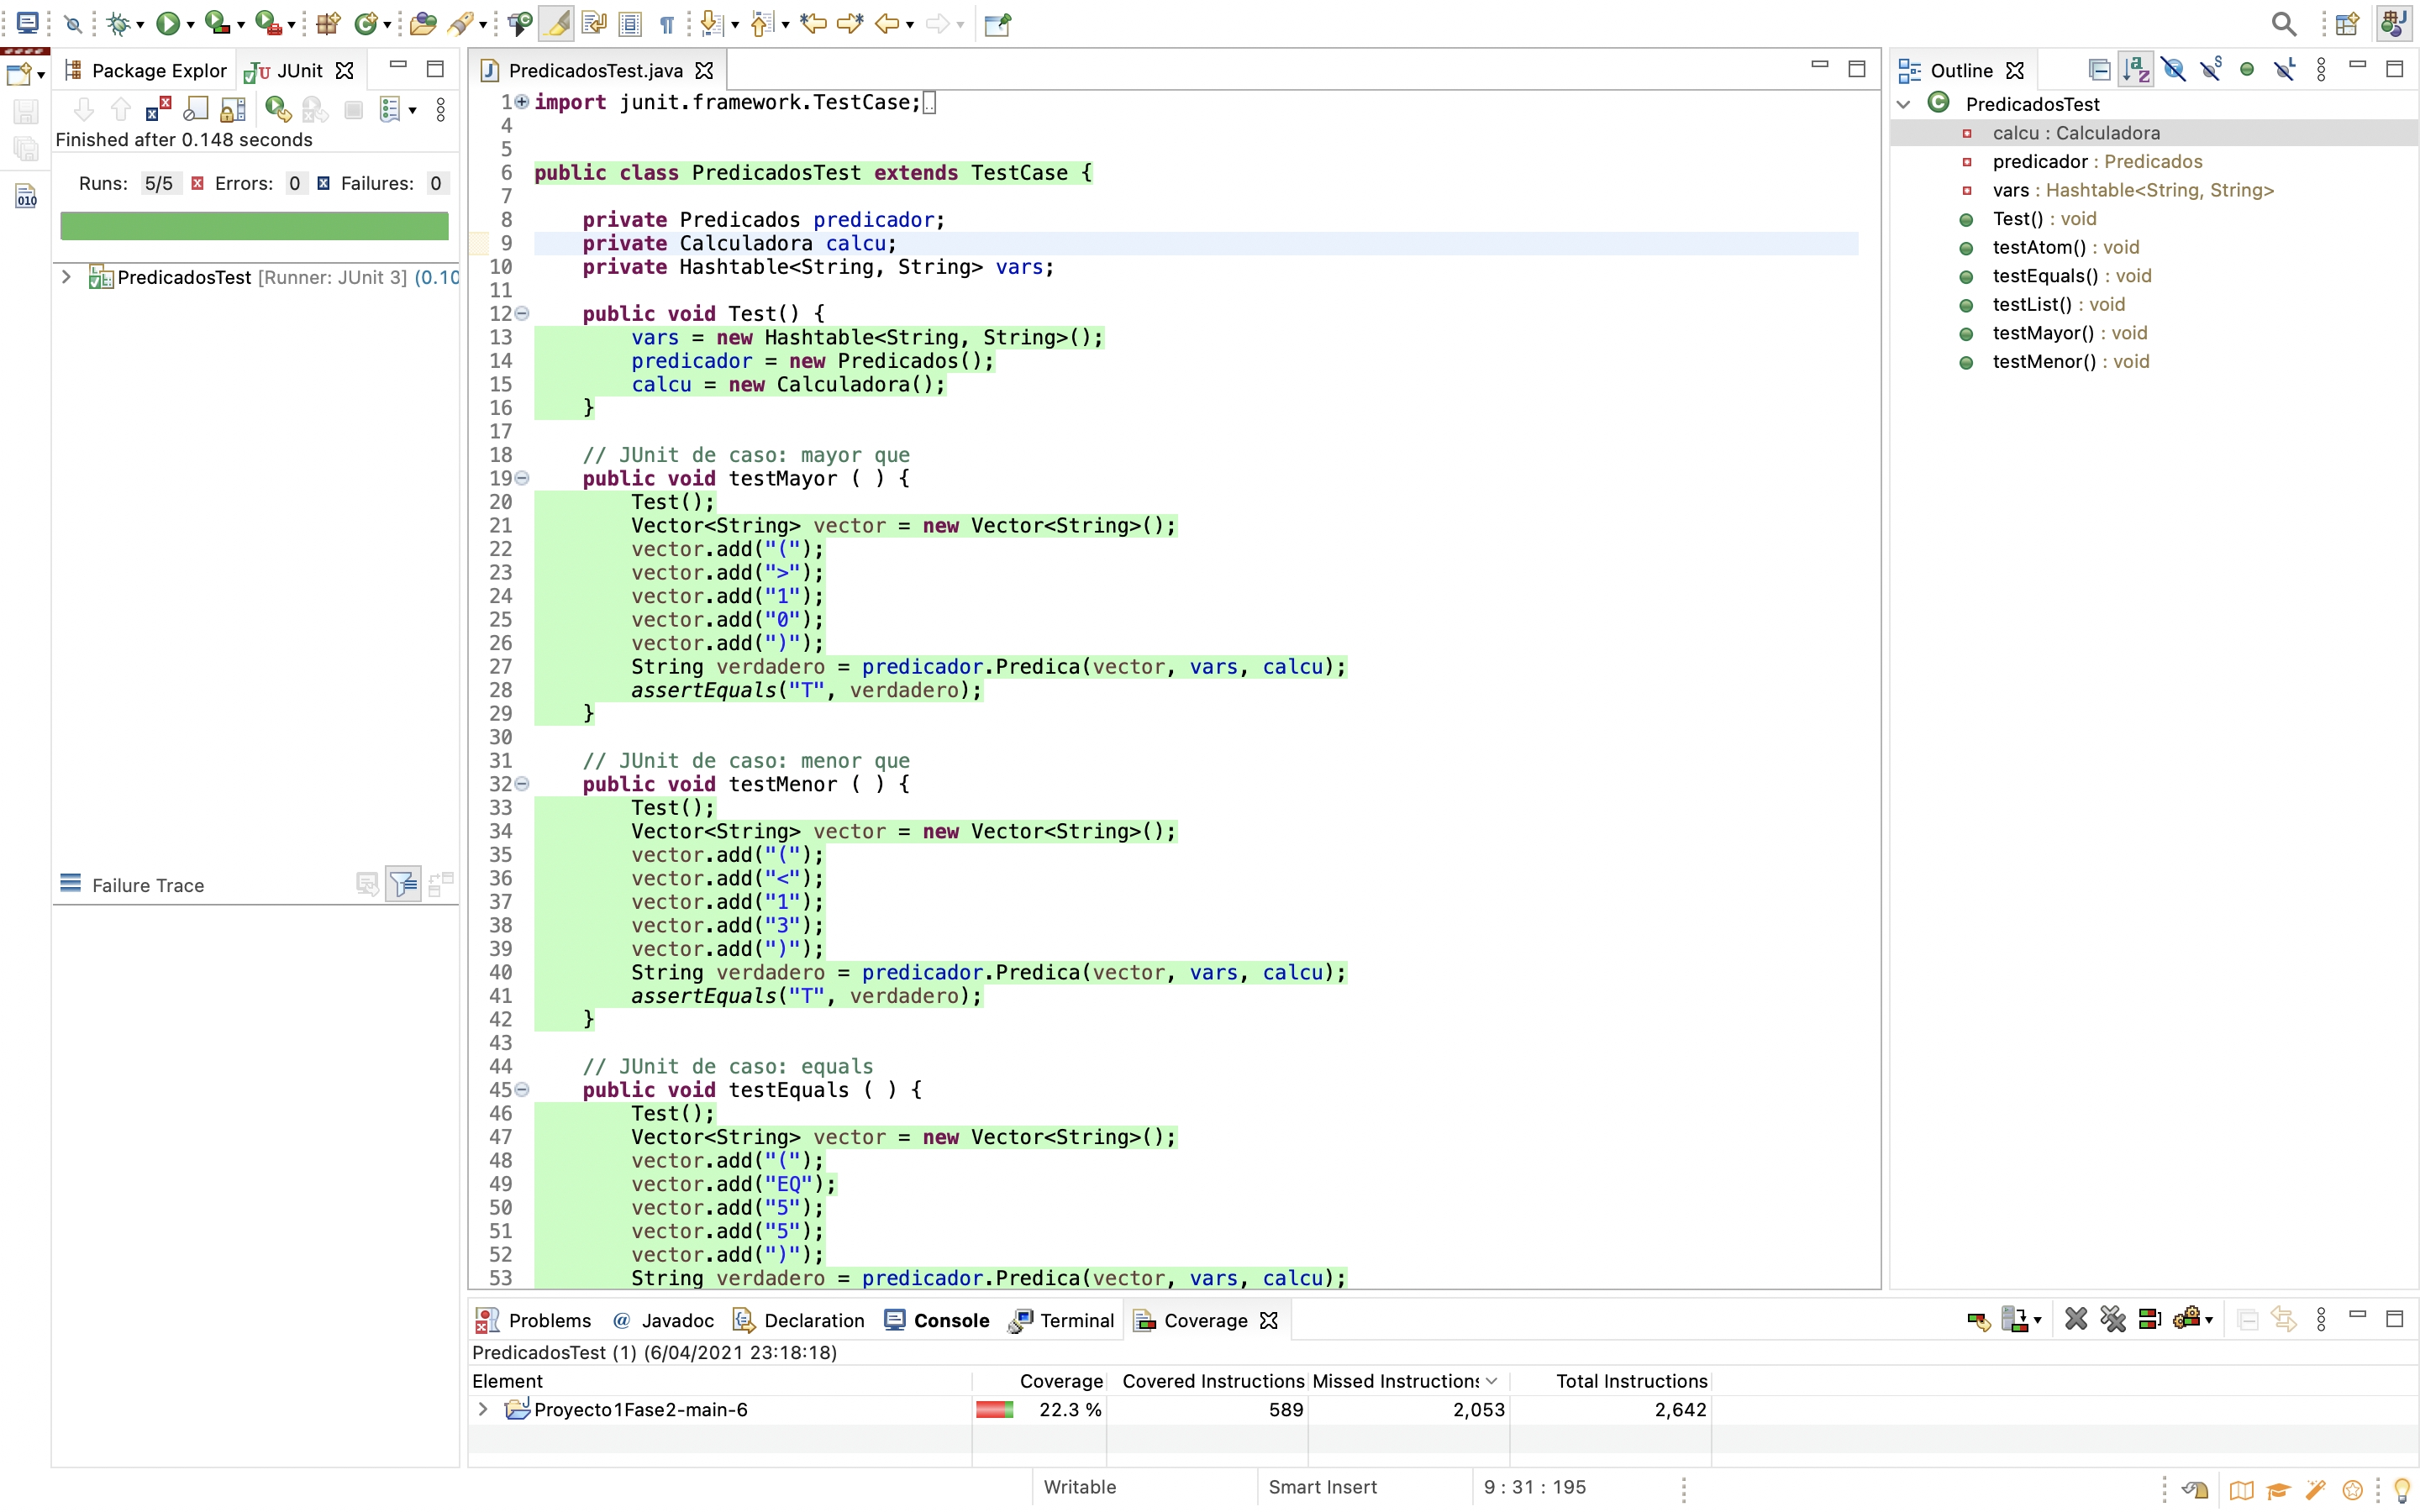 Package Explor
JUnit
Finished after 0.148 seconds
Runs: 5/5 Errors: 0 Failures: 0
PredicadosTest [Runner: JUnit 3] (0.10
Failure Trace
PredicadosTest.java
1 import junit.framework.TestCase;
4
5
6 public class PredicadosTest extends TestCase {
7
8 private Predicados predicador;
9 private Calculadora calcu;
10 private Hashtable<String, String> vars;
11
12 public void Test() {
13 vars = new Hashtable<String, String>();
14 predicador = new Predicados();
15 calcu = new Calculadora();
16 }
17
18 // JUnit de caso: mayor que
19 public void testMayor ( ) {
20 Test();
21 Vector<String> vector = new Vector<String>();
22 vector.add("(");
23 vector.add(">");
24 vector.add("1");
25 vector.add("0");
26 vector.add(")");
27 String verdadero = predicador.Predica(vector, vars, calcu);
28 assertEquals("T", verdadero);
29 }
30
31 // JUnit de caso: menor que
32 public void testMenor ( ) {
33 Test();
34 Vector<String> vector = new Vector<String>();
35 vector.add("(");
36 vector.add("<");
37 vector.add("1");
38 vector.add("3");
39 vector.add(")");
40 String verdadero = predicador.Predica(vector, vars, calcu);
41 assertEquals("T", verdadero);
42 }
43
44 // JUnit de caso: equals
45 public void testEquals ( ) {
46 Test();
47 Vector<String> vector = new Vector<String>();
48 vector.add("(");
49 vector.add("EQ");
50 vector.add("5");
51 vector.add("5");
52 vector.add(")");
53 String verdadero = predicador.Predica(vector, vars, calcu);
Outline
PredicadosTest
calcu : Calculadora
predicador : Predicados
vars : Hashtable<String, String>
Test() : void
testAtom() : void
testEquals() : void
testList() : void
testMayor() : void
testMenor() : void
Problems @ Javadoc Declaration Console Terminal Coverage
PredicadosTest (1) (6/04/2021 23:18:18)
Element Coverage Covered Instructions Missed Instructions Total Instructions
Proyecto1Fase2-main-6 22.3 % 589 2,053 2,642
Writable Smart Insert 9 : 31 : 195